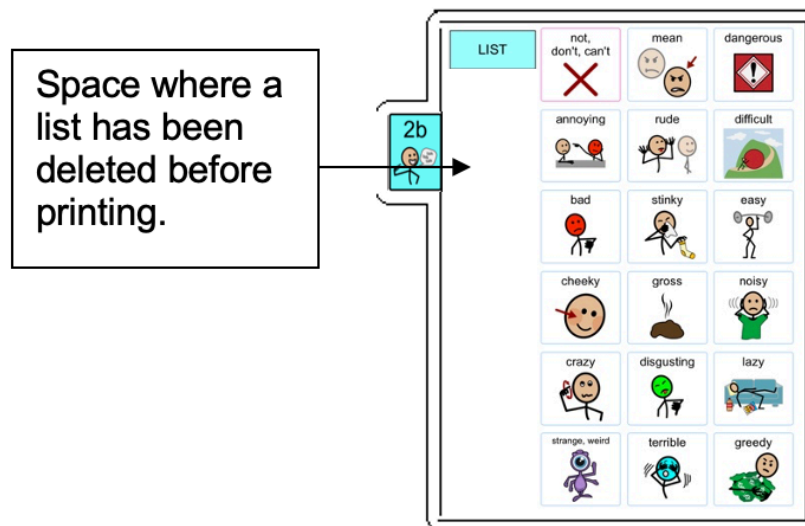 Space where a
list has been
deleted before
printing.
2b
LIST
not,
don't, can't
mean
dangerous
annoying
rude
difficult
bad
stinky
easy
cheeky
gross
noisy
crazy
disgusting
lazy
strange, weird
terrible
greedy